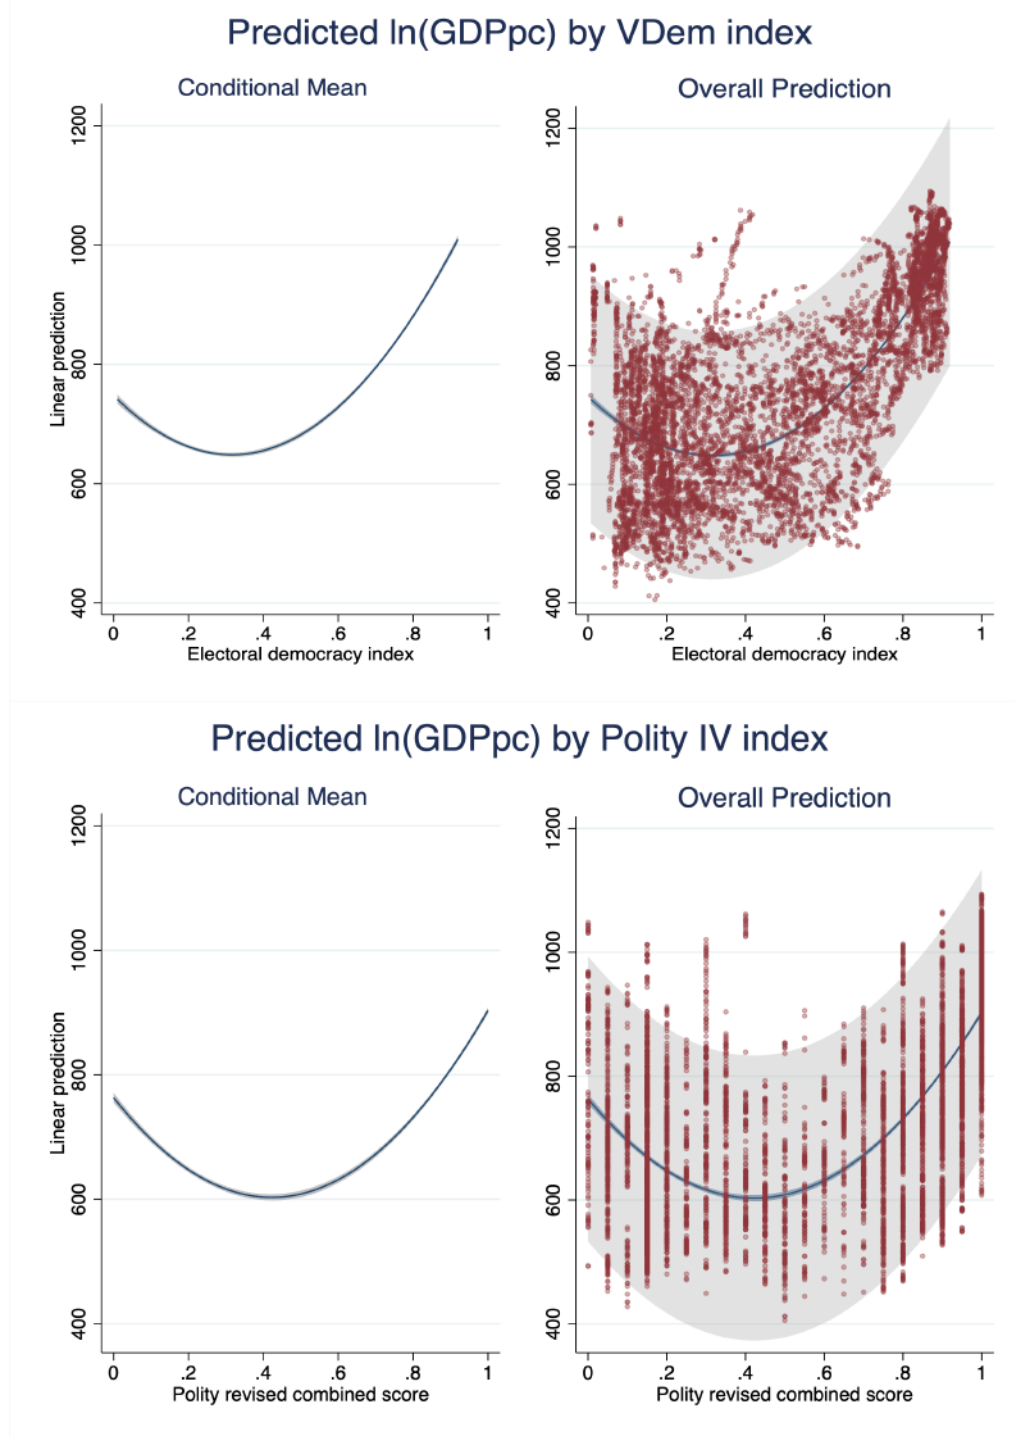 Predicted ln(GDPpc) by VDem index
Conditional Mean
Overall Prediction
Linear prediction
1200
1000
800
600
400
0 .2 .4 .6 .8 1
Electoral democracy index
1200
1000
800
600
400
0 .2 .4 .6 .8 1
Electoral democracy index
Predicted ln(GDPpc) by Polity IV index
Conditional Mean
Overall Prediction
Linear prediction
1200
1000
800
600
400
0 .2 .4 .6 .8 1
Polity revised combined score
1200
1000
800
600
400
0 .2 .4 .6 .8 1
Polity revised combined score